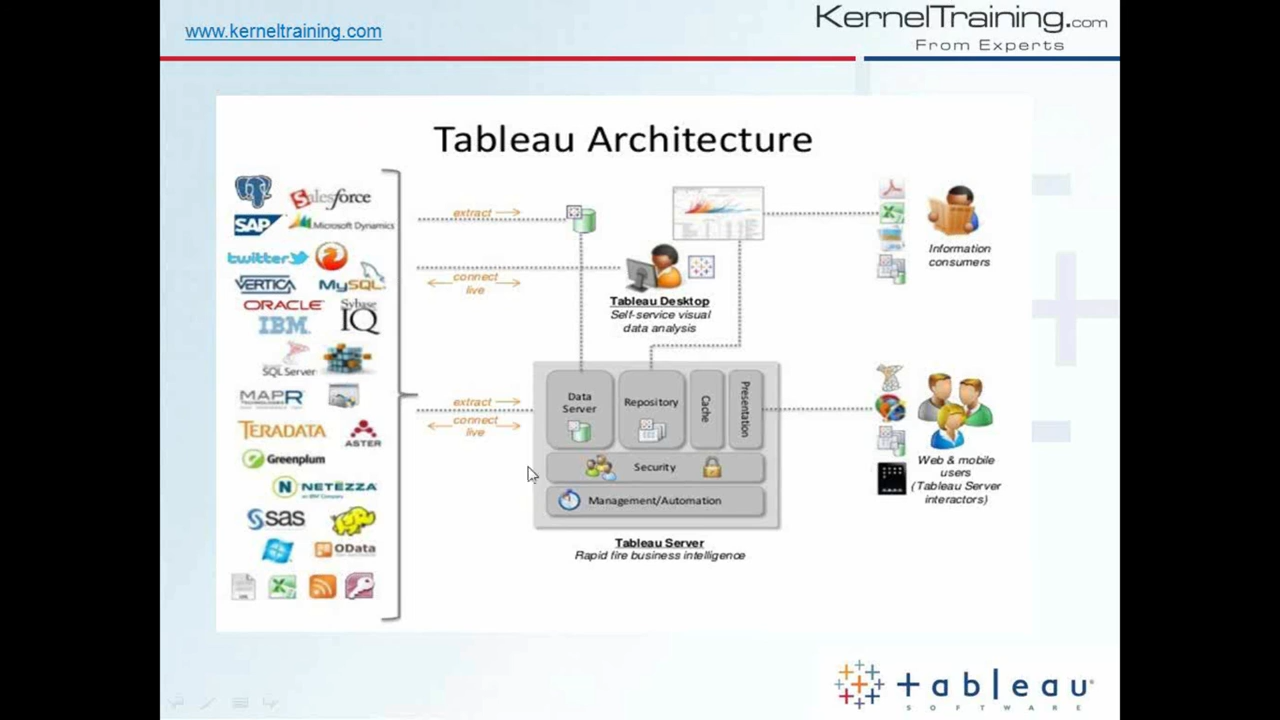 www.kerneltraining.com
KernelTraining.com
From Experts
Tableau Architecture
Salesforce
SAP
Microsoft Dynamics
twitter
VERTICA
MySQL
ORACLE
Sybase
IBM
IQ
SQL Server
MAPR
TERADATA
ASTER
Greenplum
NETEZZA
sas
OData
extract
connect
live
extract
connect
live
Tableau Desktop
Self-service visual
data analysis
Data
Server
Repository
Cache
Presentation
Security
Management/Automation
Tableau Server
Rapid fire business intelligence
Information
consumers
Web & mobile
users
(Tableau Server
interactors)
+ableau
SOFTWARE